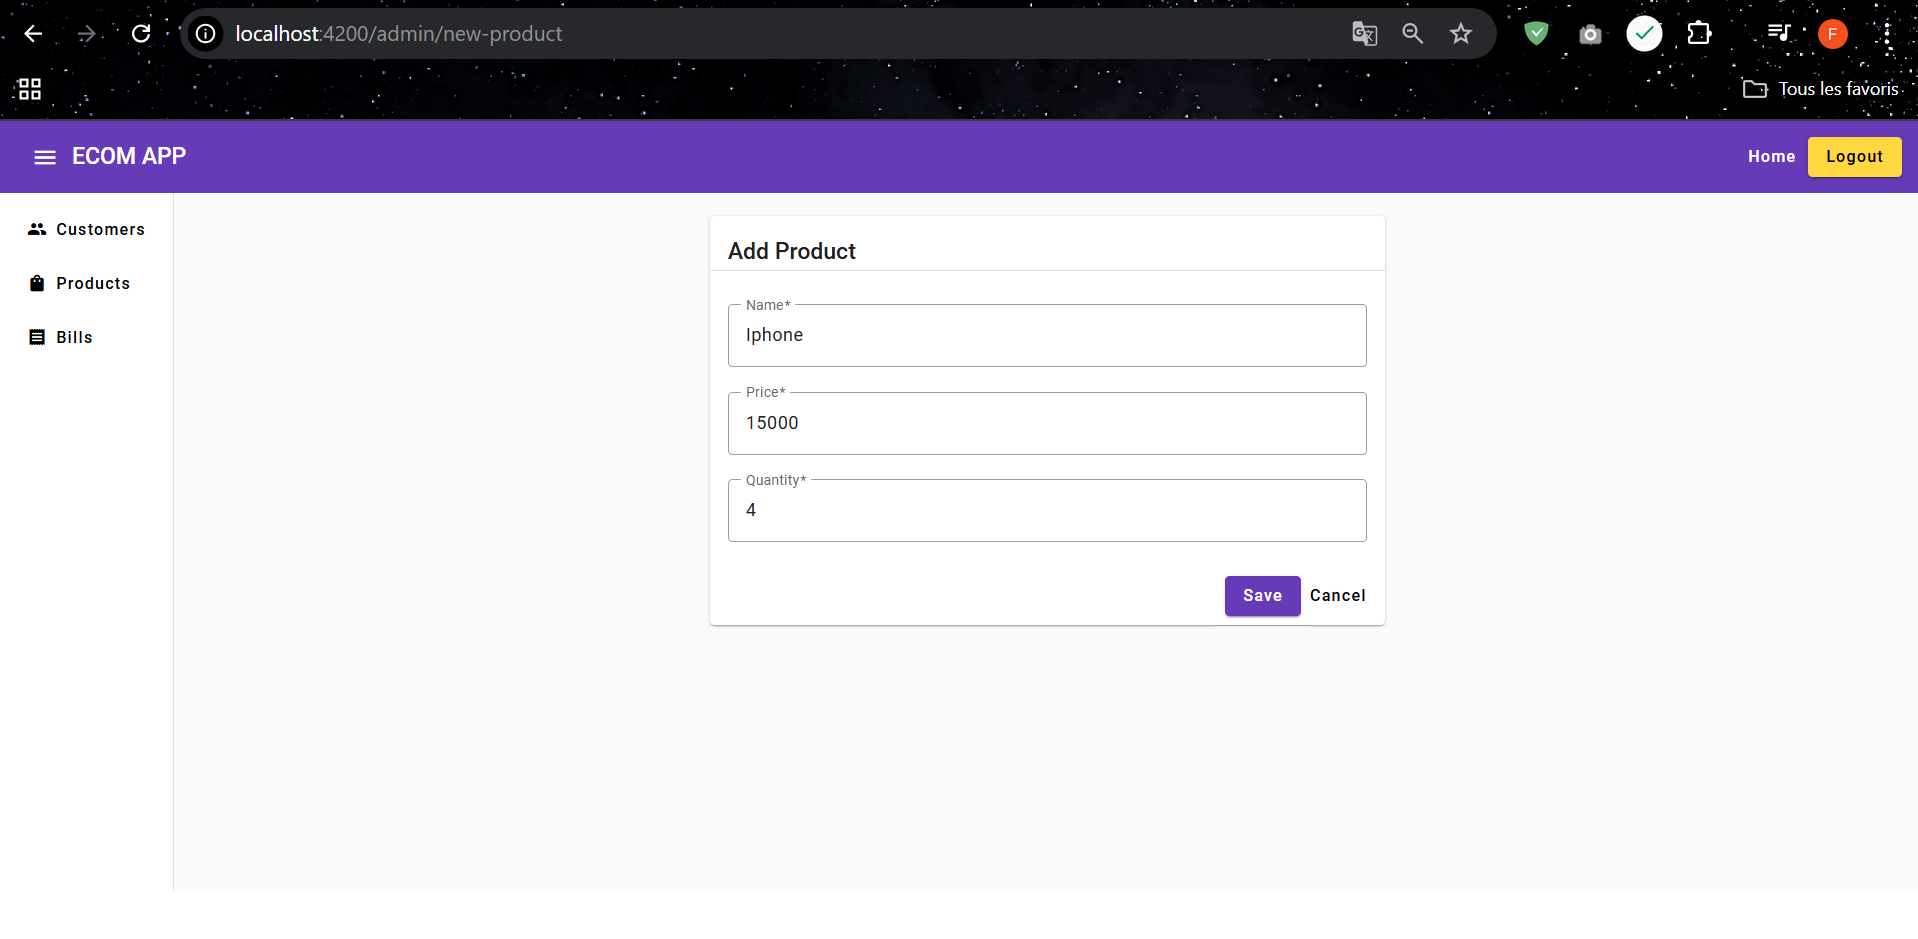 localhost:4200/admin/new-product
F
Tous les favoris
ECOM APP
Home
Logout
Customers
Products
Bills
Add Product
Name*
Iphone
Price*
15000
Quantity*
4
Save
Cancel